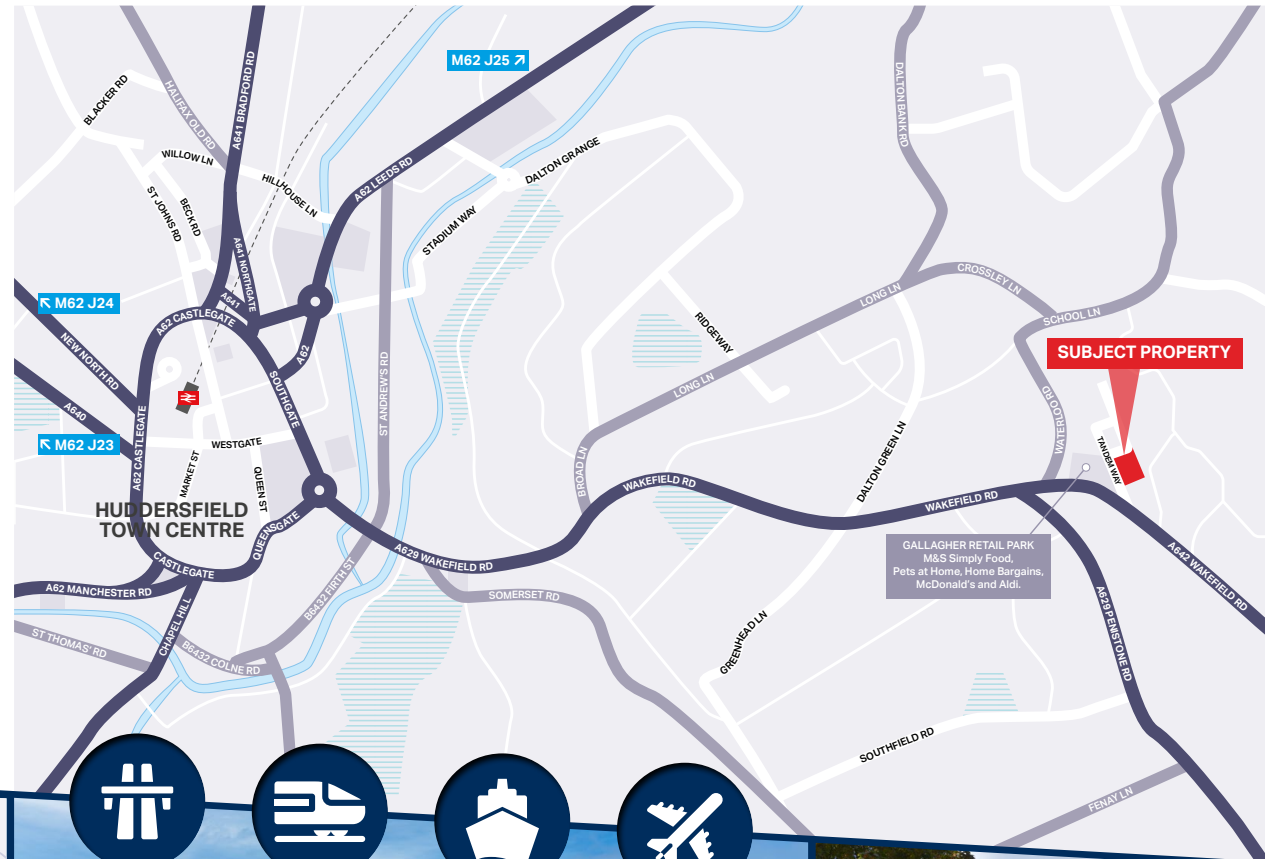 M62 J25
BLACKER RD
HALIFAX OLD RD
A641 BRADFORD RD
DALTON BANK RD
WILLOW LN
HILLHOUSE LN
A62 LEEDS RD
DALTON GRANGE
ST JOHNS RD
BECK RD
STADIUM WAY
A641 NORTHGATE
M62 J24
A641
A62 CASTLEGATE
CROSSLEY LN
LONG LN
SCHOOL LN
NEW NORTH RD
A62
RIDGEWAY
SUBJECT PROPERTY
SOUTHGATE
ST ANDREW'S RD
LONG LN
A640
A62 CASTLEGATE
WATERLOO RD
M62 J23
WESTGATE
MARKET ST
QUEEN ST
BROAD LN
DALTON GREEN LN
TANDEM WAY
WAKEFIELD RD
WAKEFIELD RD
HUDDERSFIELD
TOWN CENTRE
QUEENSGATE
A629 WAKEFIELD RD
CASTLEGATE
GALLAGHER RETAIL PARK
M&S Simply Food,
Pets at Home, Home Bargains,
McDonald's and Aldi.
A642 WAKEFIELD RD
A62 MANCHESTER RD
B6432 FIRTH ST
SOMERSET RD
CHAPEL HILL
A629 PENISTONE RD
ST THOMAS' RD
B6432 COLNE RD
GREENHEAD LN
SOUTHFIELD RD
FENAY LN